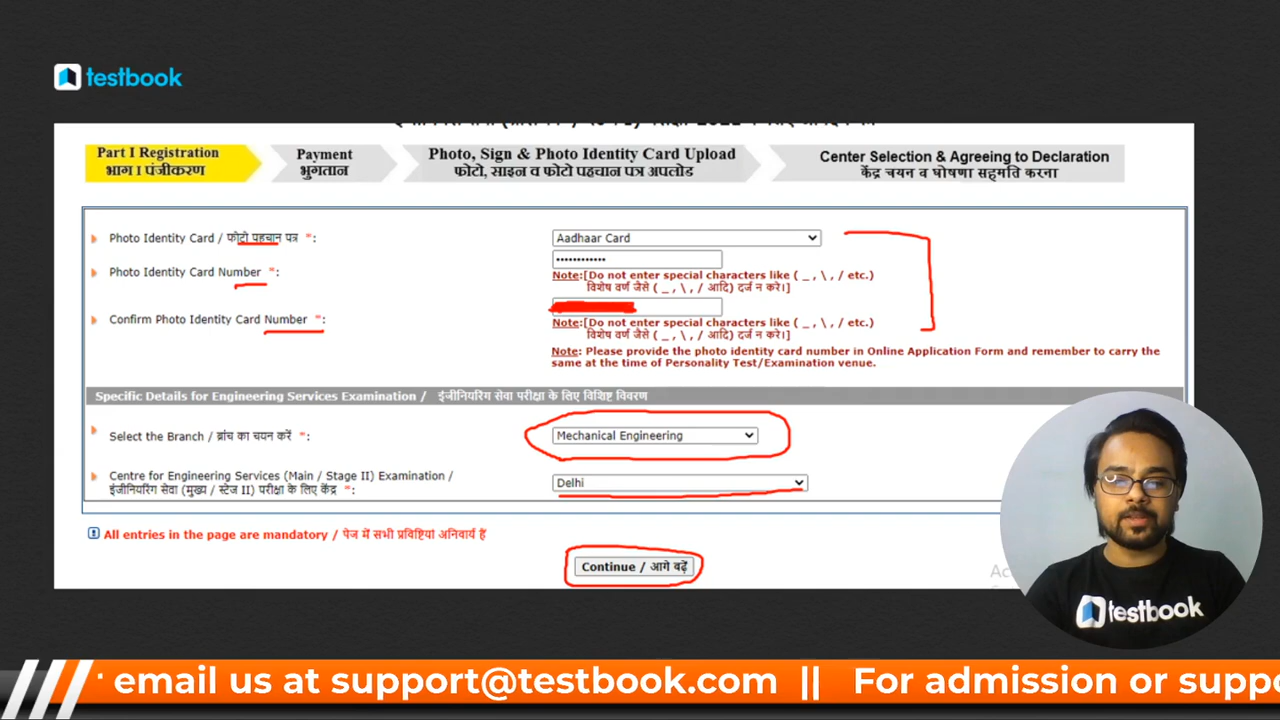 testbook
Part I Registration
भाग I पंजीकरण
Payment
भुगतान
Photo, Sign & Photo Identity Card Upload
फोटो, साइन व फोटो पहचान पत्र अपलोड
Center Selection & Agreeing to Declaration
केंद्र चयन व घोषणा सहमति करना
Photo Identity Card / फोटो पहचान पत्र *:
Aadhaar Card
Photo Identity Card Number *:
••••••••••••
Note:[Do not enter special characters like ( _ , \ , / etc.)
विशेष वर्ण जैसे ( _ , \ , / आदि) दर्ज न करे।]
Confirm Photo Identity Card Number *:
Note:[Do not enter special characters like ( _ , \ , / etc.)
विशेष वर्ण जैसे ( _ , \ , / आदि) दर्ज न करे।]
Note: Please provide the photo identity card number in Online Application Form and remember to carry the
same at the time of Personality Test/Examination venue.
Specific Details for Engineering Services Examination / इंजीनियरिंग सेवा परीक्षा के लिए विशिष्ट विवरण
Select the Branch / ब्रांच का चयन करें *:
Mechanical Engineering
Centre for Engineering Services (Main / Stage II) Examination /
इंजीनियरिंग सेवा (मुख्य / स्टेज II) परीक्षा के लिए केंद्र *:
Delhi
All entries in the page are mandatory / पेज में सभी प्रविष्टियां अनिवार्य हैं
Continue / आगे बढ़ें
testbook
email us at support@testbook.com || For admission or suppo